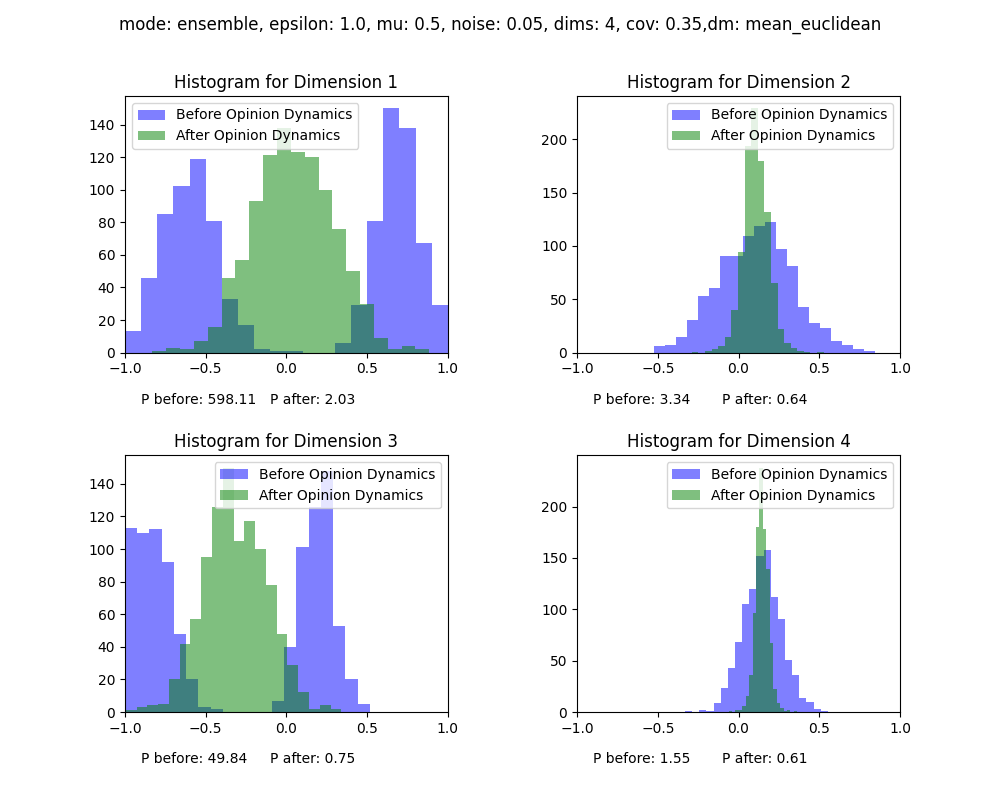 mode: ensemble, epsilon: 1.0, mu: 0.5, noise: 0.05, dims: 4, cov: 0.35,dm: mean_euclidean
Histogram for Dimension 1
Before Opinion Dynamics
After Opinion Dynamics
140
120
100
80
60
40
20
0
−1.0 −0.5 0.0 0.5 1.0
P before: 598.11 P after: 2.03
Histogram for Dimension 2
Before Opinion Dynamics
After Opinion Dynamics
200
150
100
50
0
−1.0 −0.5 0.0 0.5 1.0
P before: 3.34 P after: 0.64
Histogram for Dimension 3
Before Opinion Dynamics
After Opinion Dynamics
140
120
100
80
60
40
20
0
−1.0 −0.5 0.0 0.5 1.0
P before: 49.84 P after: 0.75
Histogram for Dimension 4
Before Opinion Dynamics
After Opinion Dynamics
200
150
100
50
0
−1.0 −0.5 0.0 0.5 1.0
P before: 1.55 P after: 0.61